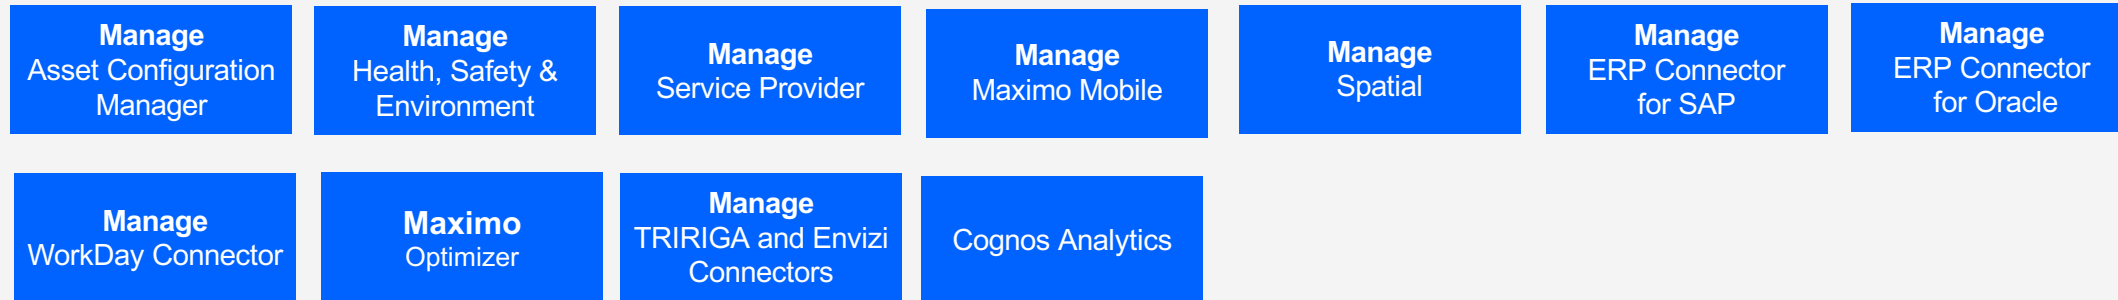 Manage
Asset Configuration
Manager
Manage
Health, Safety &
Environment
Manage
Service Provider
Manage
Maximo Mobile
Manage
Spatial
Manage
ERP Connector
for SAP
Manage
ERP Connector
for Oracle
Manage
WorkDay Connector
Maximo
Optimizer
Manage
TRIRIGA and Envizi
Connectors
Cognos Analytics